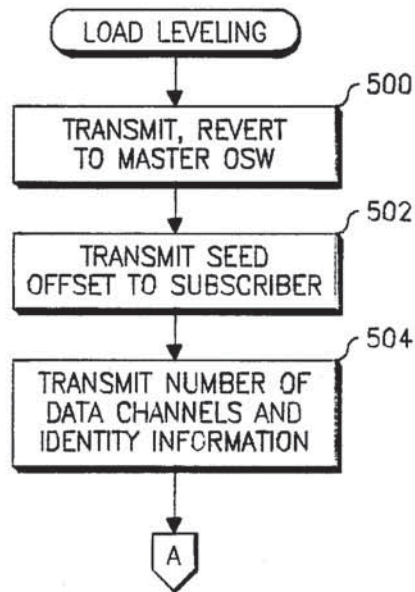 LOAD LEVELING
500
TRANSMIT, REVERT
TO MASTER OSW
502
TRANSMIT SEED
OFFSET TO SUBSCRIBER
504
TRANSMIT NUMBER OF
DATA CHANNELS AND
IDENTITY INFORMATION
A